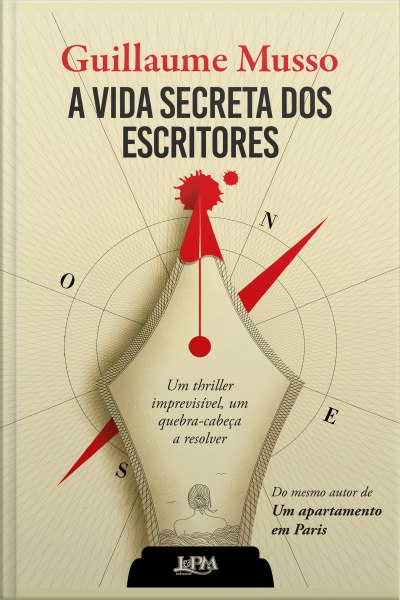 Guillaume Musso
A VIDA SECRETA DOS
ESCRITORES
N
O
E
S
Um thriller
imprevisível, um
quebra-cabeça
a resolver
Do mesmo autor de
Um apartamento
em Paris
L&PM
EDITORES